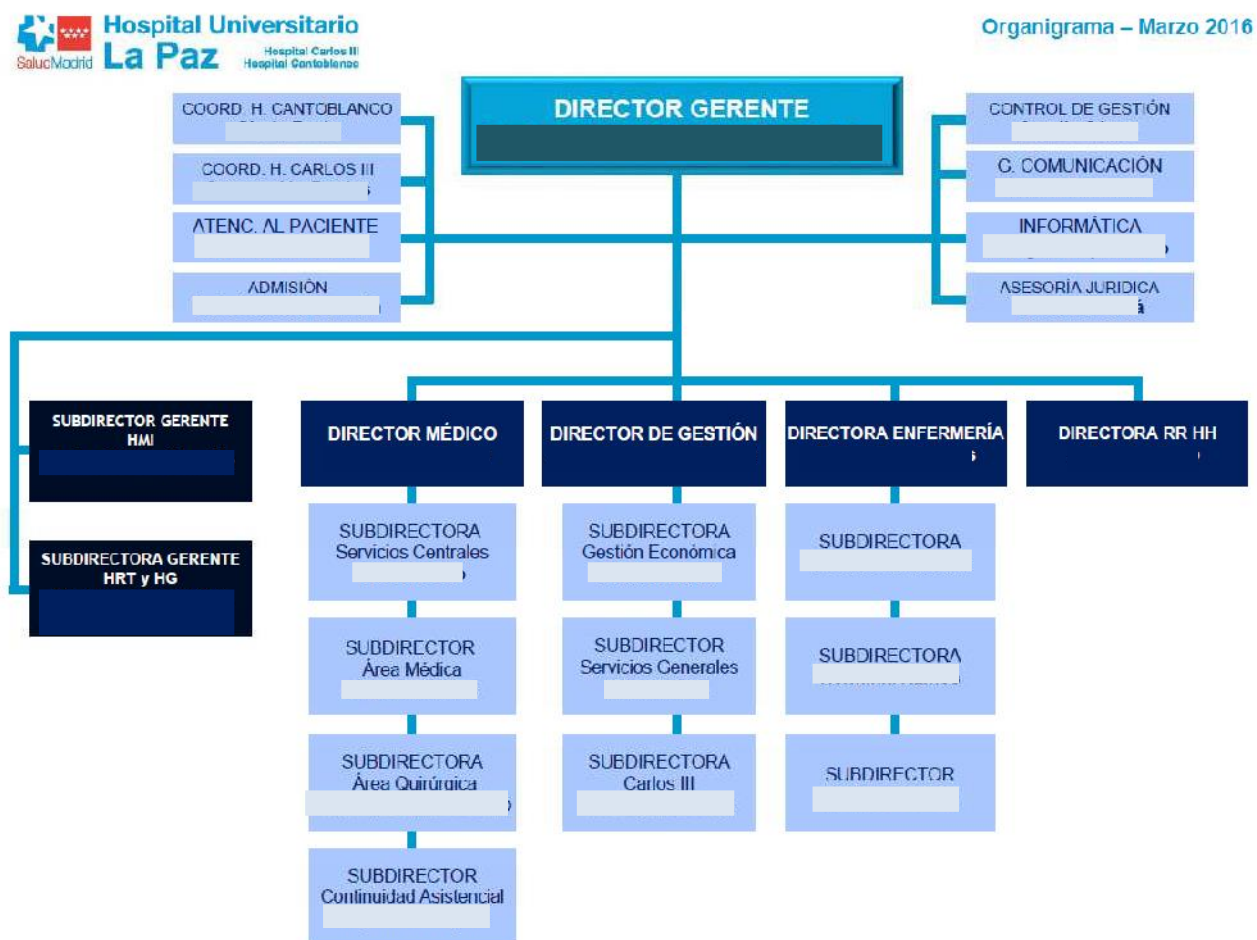 Hospital Universitario
La Paz
Hospital Carlos III
Hospital Cantoblanco
SaludMadrid
Organigrama – Marzo 2016
DIRECTOR GERENTE
COORD. H. CANTOBLANCO
COORD. H. CARLOS III
ATENC. AL PACIENTE
ADMISIÓN
CONTROL DE GESTIÓN
G. COMUNICACIÓN
INFORMÁTICA
ASESORÍA JURIDICA
SUBDIRECTOR GERENTE
HMI
SUBDIRECTORA GERENTE
HRT y HG
DIRECTOR MÉDICO
SUBDIRECTORA
Servicios Centrales
SUBDIRECTOR
Área Médica
SUBDIRECTORA
Área Quirúrgica
SUBDIRECTOR
Continuidad Asistencial
DIRECTOR DE GESTIÓN
SUBDIRECTORA
Gestión Económica
SUBDIRECTOR
Servicios Generales
SUBDIRECTORA
Carlos III
DIRECTORA ENFERMERÍA
SUBDIRECTORA
SUBDIRECTORA
SUBDIRECTOR
DIRECTORA RR HH